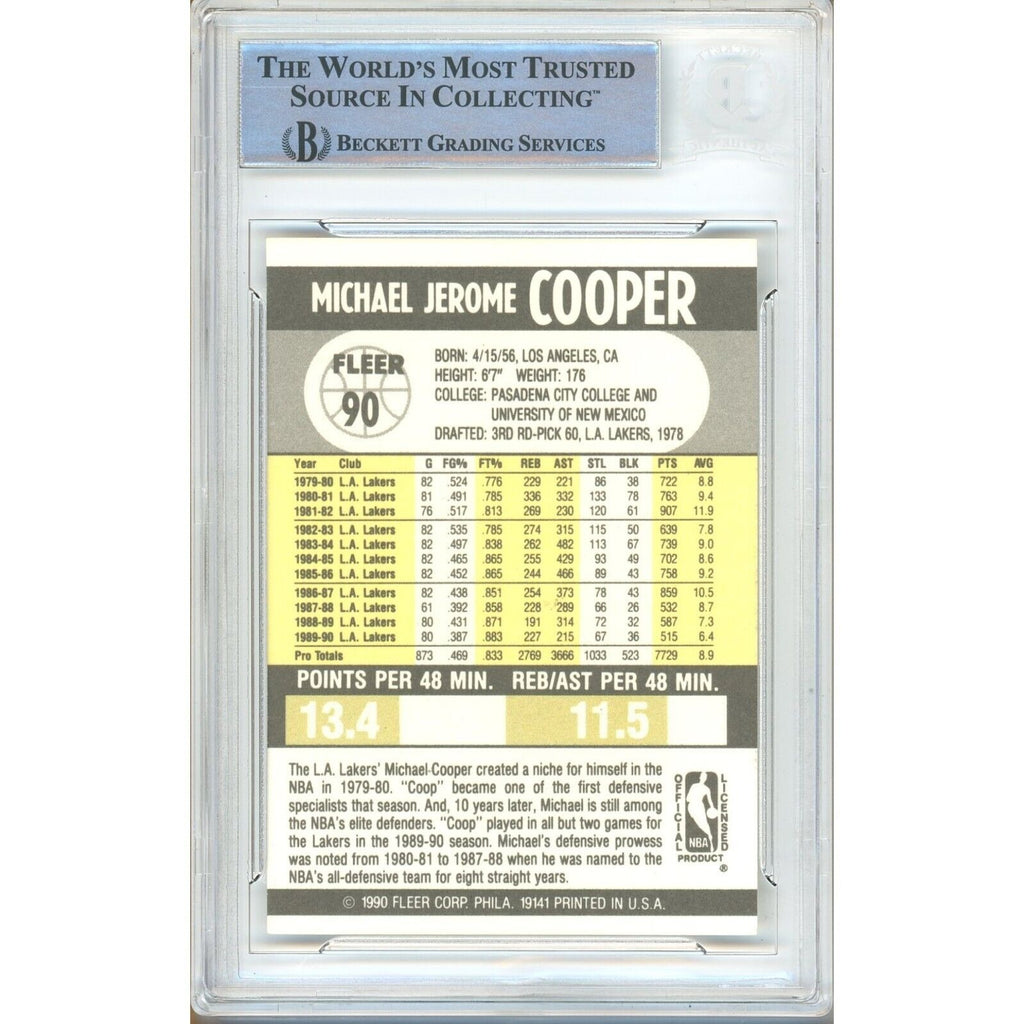 THE WORLD'S MOST TRUSTED
SOURCE IN COLLECTING™
B BECKETT GRADING SERVICES
MICHAEL JEROME COOPER
FLEER
90
BORN: 4/15/56, LOS ANGELES, CA
HEIGHT: 6'7" WEIGHT: 176
COLLEGE: PASADENA CITY COLLEGE AND
UNIVERSITY OF NEW MEXICO
DRAFTED: 3RD RD-PICK 60, L.A. LAKERS, 1978
Year Club G FG% FT% REB AST STL BLK PTS AVG
1979-80 L.A. Lakers 82 .524 .776 229 221 86 38 722 8.8
1980-81 L.A. Lakers 81 .491 .785 336 332 133 78 763 9.4
1981-82 L.A. Lakers 76 .517 .813 269 230 120 61 907 11.9
1982-83 L.A. Lakers 82 .535 .785 274 315 115 50 639 7.8
1983-84 L.A. Lakers 82 .497 .838 262 482 113 67 739 9.0
1984-85 L.A. Lakers 82 .465 .865 255 429 93 49 702 8.6
1985-86 L.A. Lakers 82 .452 .865 244 466 89 43 758 9.2
1986-87 L.A. Lakers 82 .438 .851 254 373 78 43 859 10.5
1987-88 L.A. Lakers 61 .392 .858 228 289 66 26 532 8.7
1988-89 L.A. Lakers 80 .431 .871 191 314 72 32 587 7.3
1989-90 L.A. Lakers 80 .387 .883 227 215 67 36 515 6.4
Pro Totals 873 .469 .833 2769 3666 1033 523 7729 8.9
POINTS PER 48 MIN. REB/AST PER 48 MIN.
13.4 11.5
The L.A. Lakers' Michael Cooper created a niche for himself in the
NBA in 1979-80. "Coop" became one of the first defensive
specialists that season. And, 10 years later, Michael is still among
the NBA's elite defenders. "Coop" played in all but two games for
the Lakers in the 1989-90 season. Michael's defensive prowess
was noted from 1980-81 to 1987-88 when he was named to the
NBA's all-defensive team for eight straight years.
OFFICIAL
LICENSED
NBA
PRODUCT
®
© 1990 FLEER CORP. PHILA. 19141 PRINTED IN U.S.A.